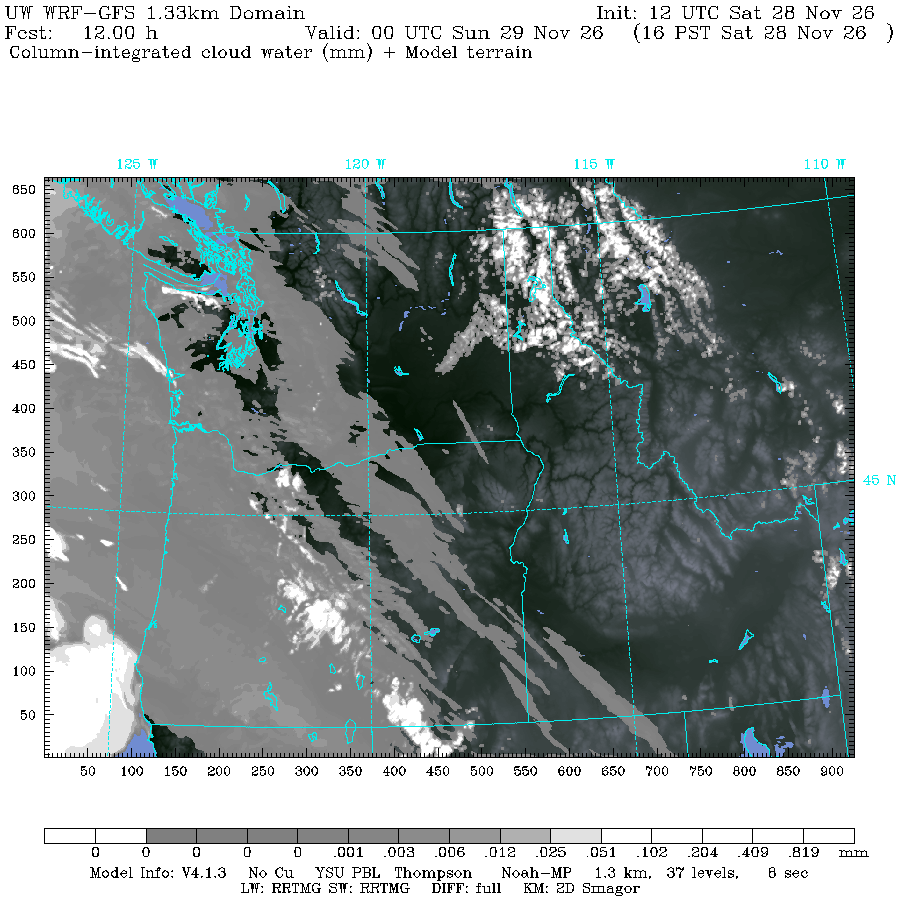 UW WRF-GFS 1.33km Domain Init: 12 UTC Sat 28 Nov 26
Fcst: 12.00 h Valid: 00 UTC Sun 29 Nov 26 (16 PST Sat 28 Nov 26 )
Column-integrated cloud water (mm) + Model terrain
125 W 120 W 115 W 110 W
650
600
550
500
450
400
350
45 N
300
250
200
150
100
50
50 100 150 200 250 300 350 400 450 500 550 600 650 700 750 800 850 900
0 0 0 0 .001 .003 .006 .012 .025 .051 .102 .204 .409 .819 mm
Model Info: V4.1.3 No Cu YSU PBL Thompson Noah-MP 1.3 km, 37 levels, 8 sec
LW: RRTMG SW: RRTMG DIFF: full KM: 2D Smagor